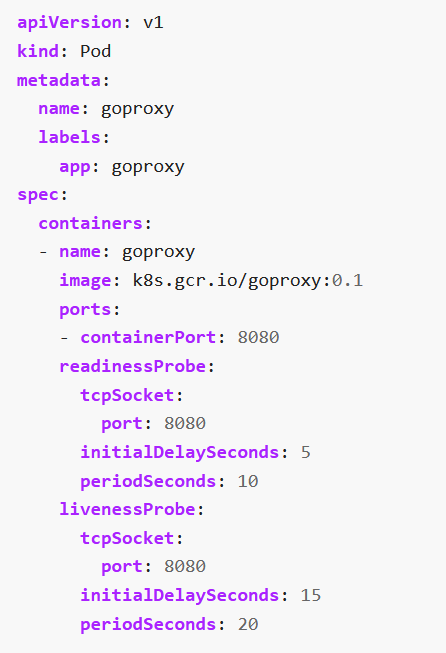 apiVersion: v1
kind: Pod
metadata:
  name: goproxy
  labels:
    app: goproxy
spec:
  containers:
  - name: goproxy
    image: k8s.gcr.io/goproxy:0.1
    ports:
    - containerPort: 8080
    readinessProbe:
      tcpSocket:
        port: 8080
      initialDelaySeconds: 5
      periodSeconds: 10
    livenessProbe:
      tcpSocket:
        port: 8080
      initialDelaySeconds: 15
      periodSeconds: 20